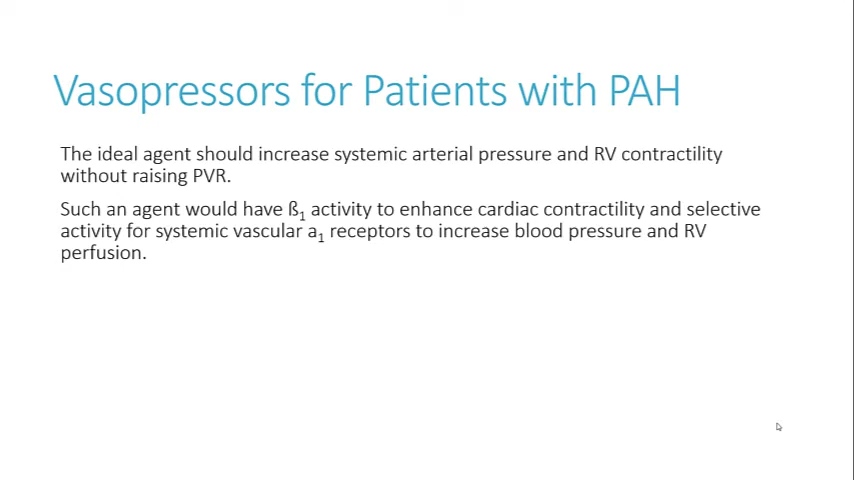 Vasopressors for Patients with PAH
The ideal agent should increase systemic arterial pressure and RV contractility
without raising PVR.
Such an agent would have ß₁ activity to enhance cardiac contractility and selective
activity for systemic vascular a₁ receptors to increase blood pressure and RV
perfusion.